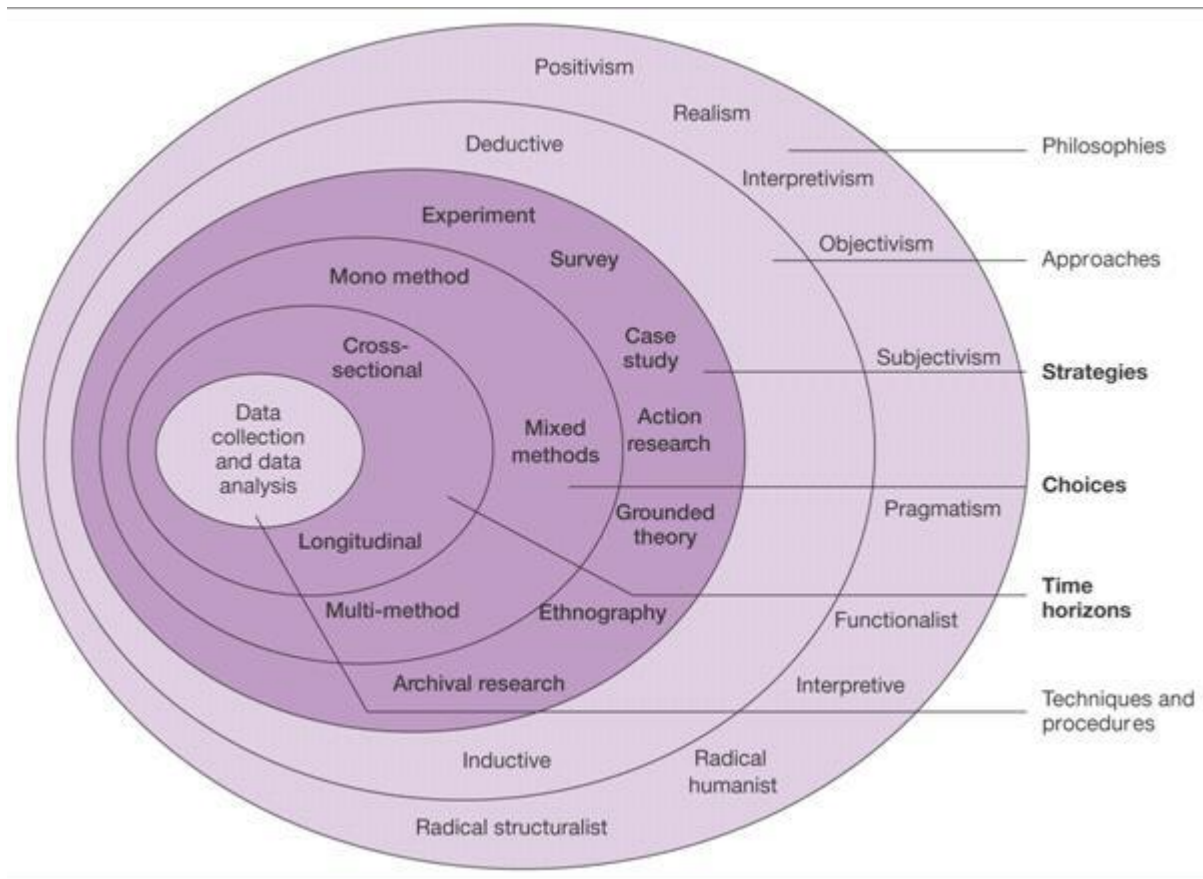 Positivism
Realism
Philosophies
Deductive
Interpretivism
Experiment
Objectivism
Survey
Approaches
Mono method
Case
study
Cross-
sectional
Subjectivism
Strategies
Data
collection
and data
analysis
Mixed
methods
Action
research
Choices
Pragmatism
Grounded
theory
Longitudinal
Time
horizons
Multi-method
Ethnography
Functionalist
Archival research
Interpretive
Techniques and
procedures
Inductive
Radical
humanist
Radical structuralist